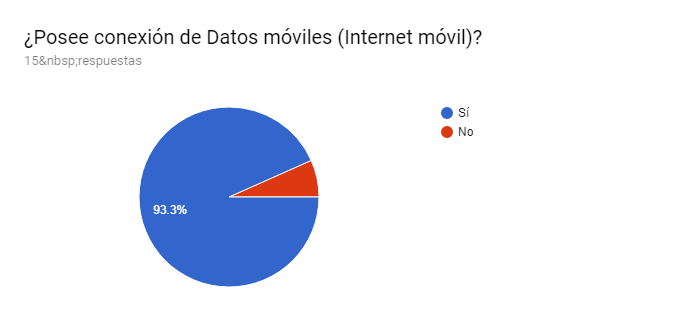 ¿Posee conexión de Datos móviles (Internet móvil)?
15&nbsp;respuestas
Sí
No
93.3%